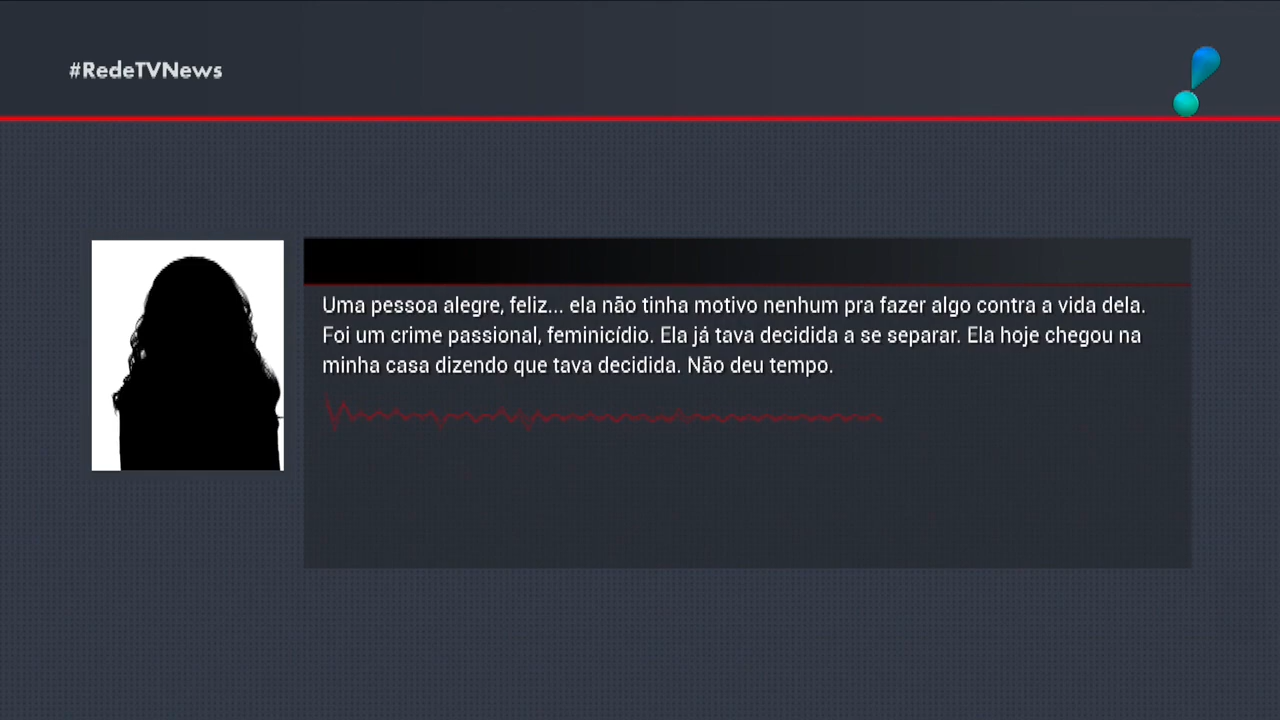 #RedeTVNews
Uma pessoa alegre, feliz... ela não tinha motivo nenhum pra fazer algo contra a vida dela.
Foi um crime passional, feminicídio. Ela já tava decidida a se separar. Ela hoje chegou na
minha casa dizendo que tava decidida. Não deu tempo.